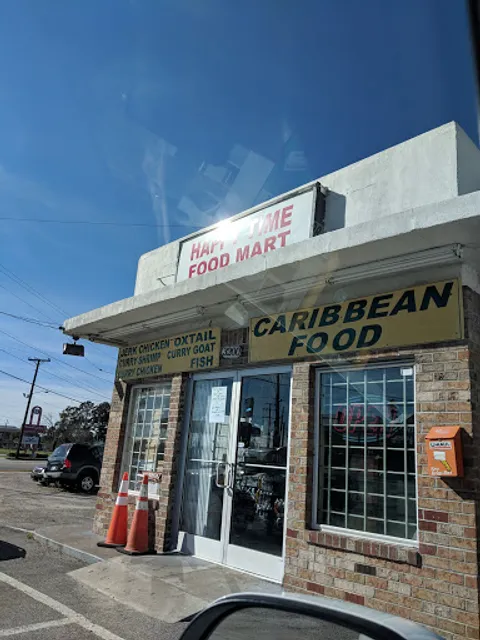 HAPPY TIME
FOOD MART
JERK CHICKEN OXTAIL
CURRY SHRIMP CURRY GOAT
CURRY CHICKEN FISH
CARIBBEAN
FOOD